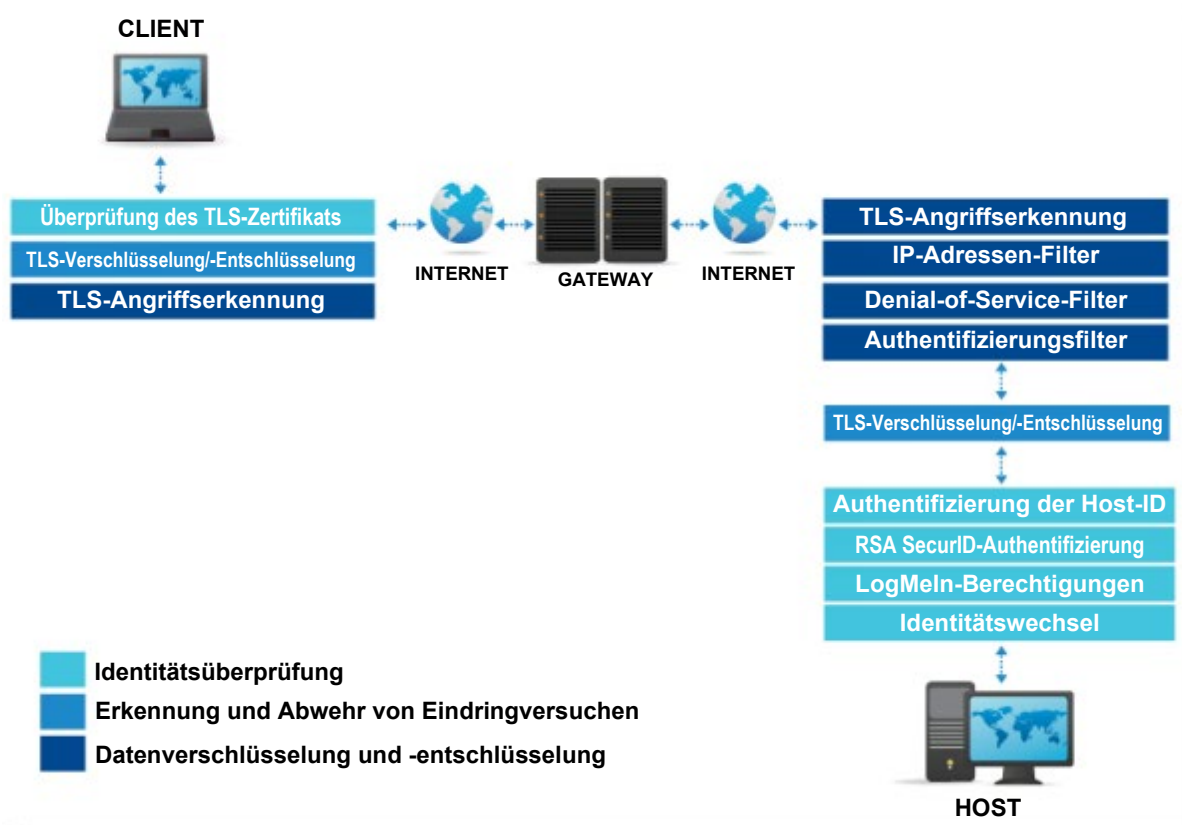 CLIENT
Überprüfung des TLS-Zertifikats
TLS-Verschlüsselung/-Entschlüsselung
TLS-Angriffserkennung
INTERNET
GATEWAY
INTERNET
TLS-Angriffserkennung
IP-Adressen-Filter
Denial-of-Service-Filter
Authentifizierungsfilter
TLS-Verschlüsselung/-Entschlüsselung
Authentifizierung der Host-ID
RSA SecurID-Authentifizierung
LogMeIn-Berechtigungen
Identitätswechsel
HOST
Identitätsüberprüfung
Erkennung und Abwehr von Eindringversuchen
Datenverschlüsselung und -entschlüsselung